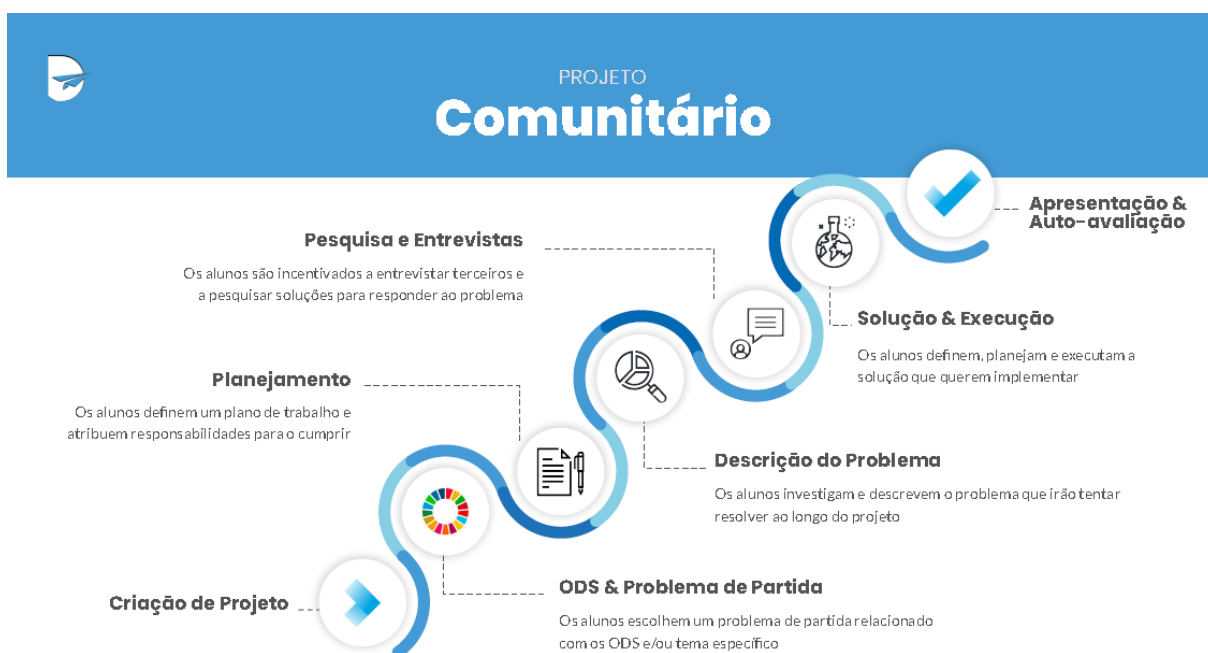 PROJETO
Comunitário
Apresentação &
Auto-avaliação
Pesquisa e Entrevistas
Os alunos são incentivados a entrevistar terceiros e
a pesquisar soluções para responder ao problema
Solução & Execução
Os alunos definem, planejam e executam a
solução que querem implementar
Planejamento
Os alunos definem um plano de trabalho e
atribuem responsabilidades para o cumprir
Descrição do Problema
Os alunos investigam e descrevem o problema que irão tentar
resolver ao longo do projeto
ODS & Problema de Partida
Os alunos escolhem um problema de partida relacionado
com os ODS e/ou tema específico
Criação de Projeto